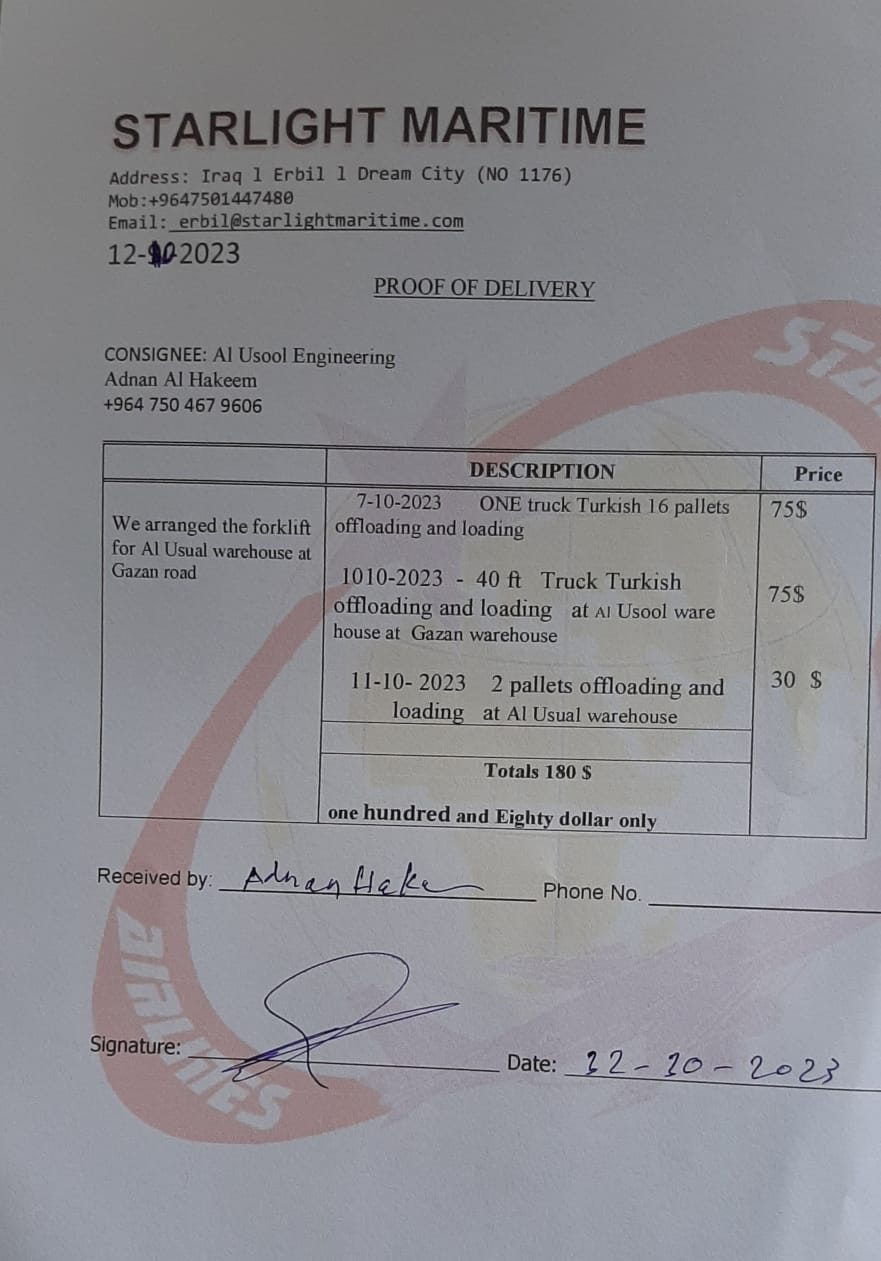 STARLIGHT MARITIME
Address: Iraq l Erbil l Dream City (NO 1176)
Mob:+9647501447480
Email: erbil@starlightmaritime.com
12-10-2023
PROOF OF DELIVERY
CONSIGNEE: Al Usool Engineering
Adnan Al Hakeem
+964 750 467 9606
DESCRIPTION Price
7-10-2023 ONE truck Turkish 16 pallets 75$
We arranged the forklift offloading and loading
for Al Usual warehouse at
Gazan road
1010-2023 - 40 ft Truck Turkish
offloading and loading at Al Usool ware 75$
house at Gazan warehouse
11-10- 2023 2 pallets offloading and 30 $
loading at Al Usual warehouse
Totals 180 $
one hundred and Eighty dollar only
Received by: Adnan Phone No.
Signature:
Date: 12-10-2023
AIRLINES